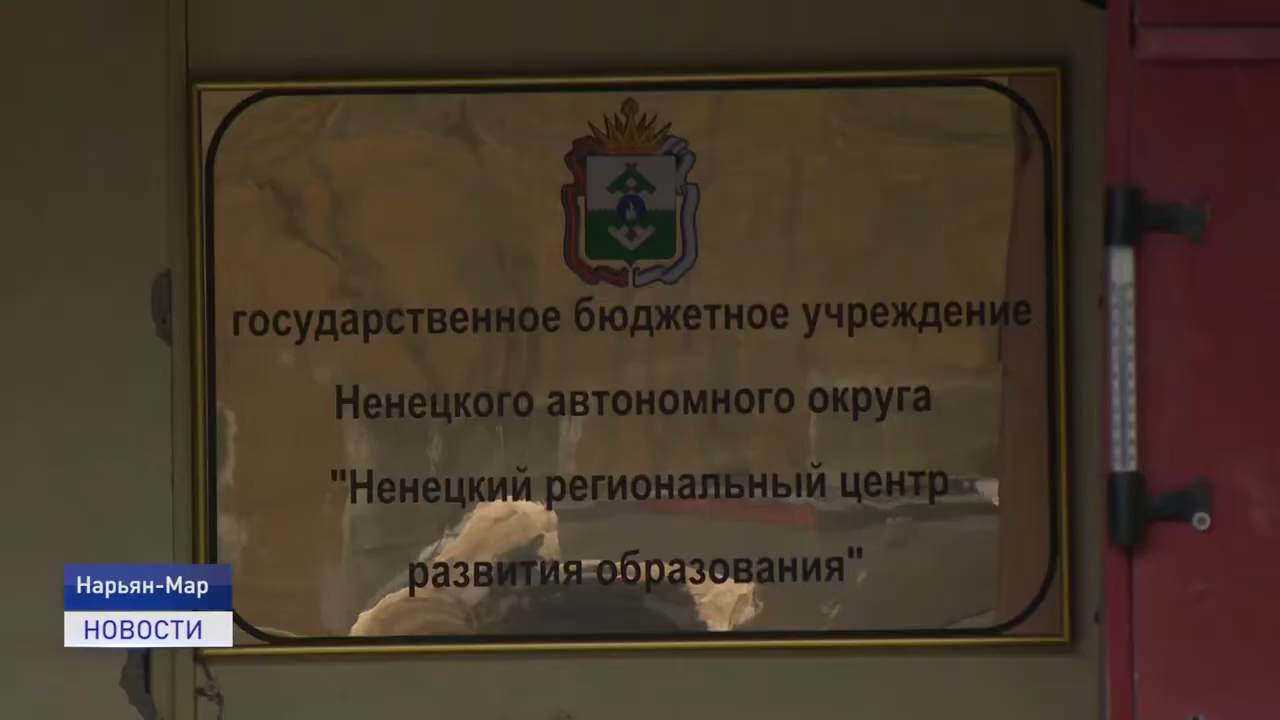 государственное бюджетное учреждение
Ненецкого автономного округа
"Ненецкий региональный центр
развития образования"
Нарьян-Мар
НОВОСТИ